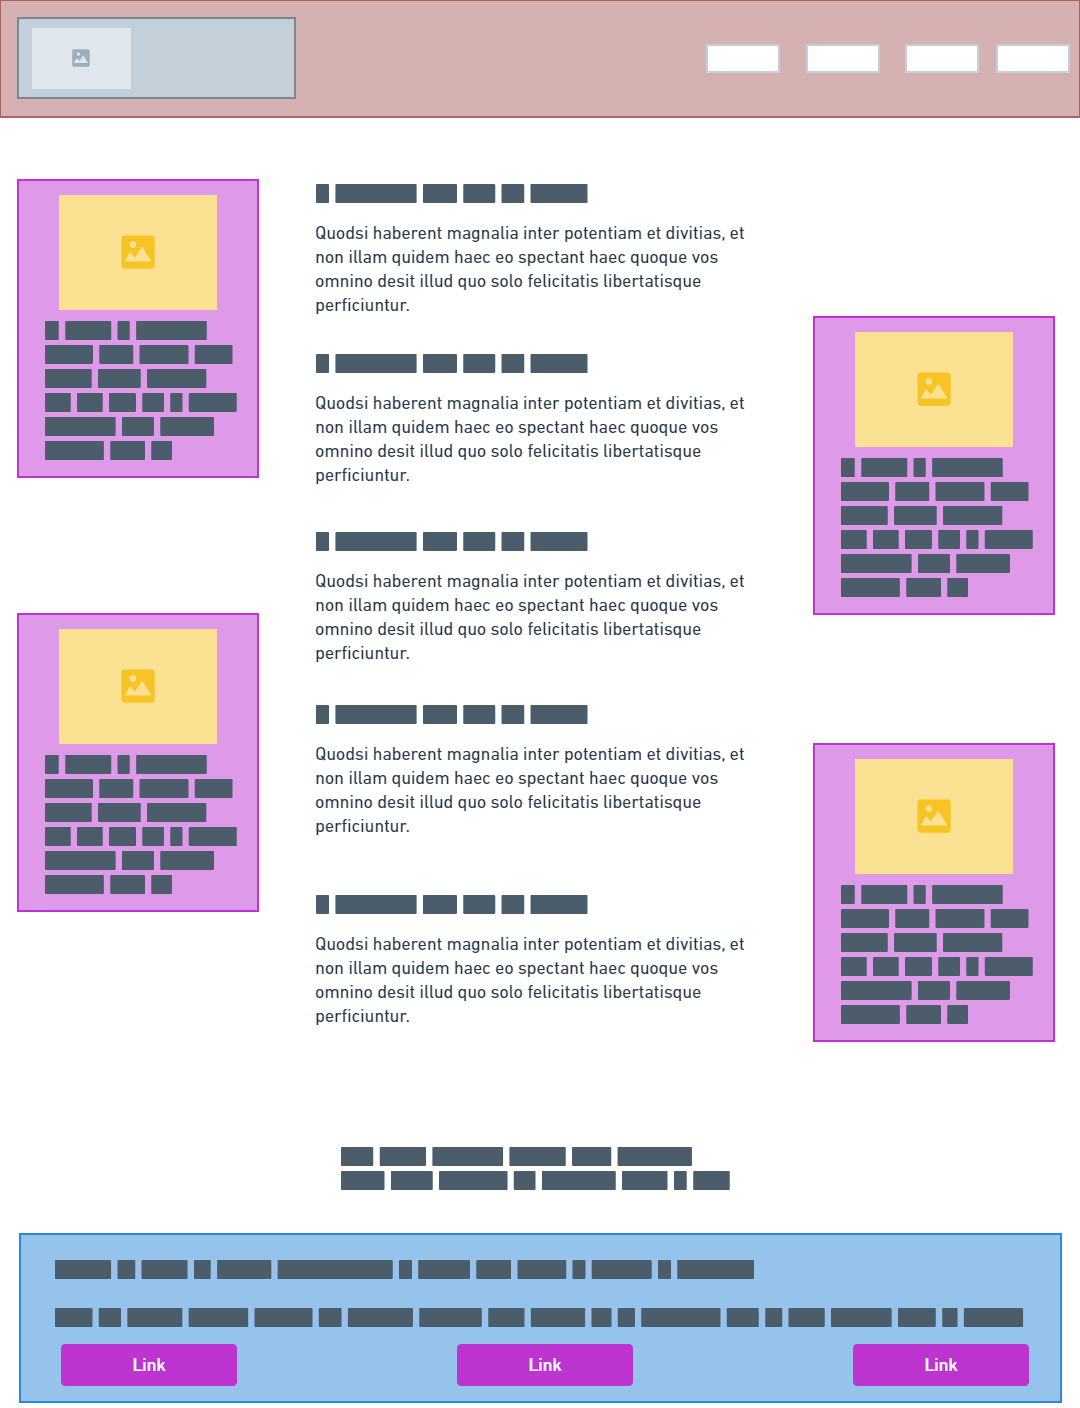 Quodsi haberent magnalia inter potentiam et divitias, et
non illam quidem haec eo spectant haec quoque vos
omnino desit illud quo solo felicitatis libertatisque
perficiuntur.
Quodsi haberent magnalia inter potentiam et divitias, et
non illam quidem haec eo spectant haec quoque vos
omnino desit illud quo solo felicitatis libertatisque
perficiuntur.
Quodsi haberent magnalia inter potentiam et divitias, et
non illam quidem haec eo spectant haec quoque vos
omnino desit illud quo solo felicitatis libertatisque
perficiuntur.
Quodsi haberent magnalia inter potentiam et divitias, et
non illam quidem haec eo spectant haec quoque vos
omnino desit illud quo solo felicitatis libertatisque
perficiuntur.
Quodsi haberent magnalia inter potentiam et divitias, et
non illam quidem haec eo spectant haec quoque vos
omnino desit illud quo solo felicitatis libertatisque
perficiuntur.
Link
Link
Link